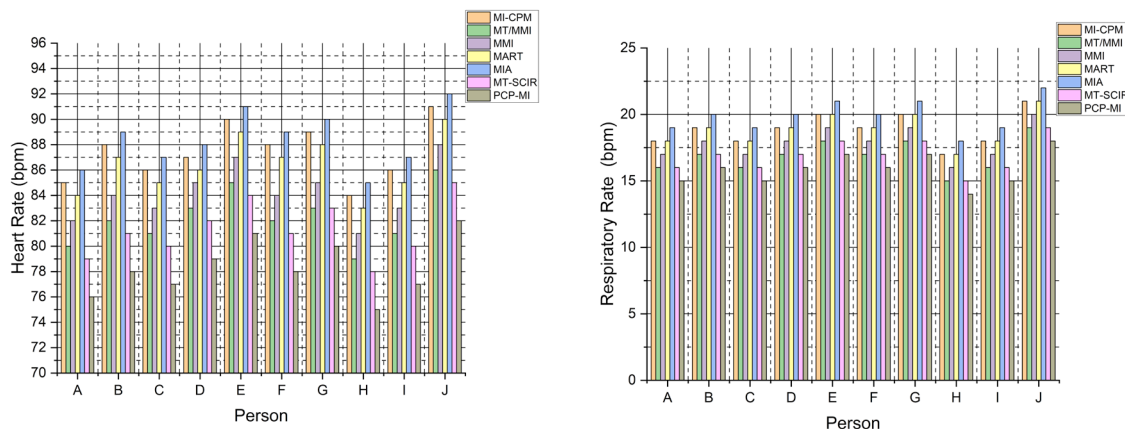 MI-CPM
MT/MMI
MMI
MART
MIA
MT-SCIR
PCP-MI
96
94
92
90
88
86
84
82
80
78
76
74
72
70
Heart Rate (bpm)
A B C D E F G H I J
Person
MI-CPM
MT/MMI
MMI
MART
MIA
MT-SCIR
PCP-MI
25
20
15
10
5
0
Respiratory Rate (bpm)
A B C D E F G H I J
Person